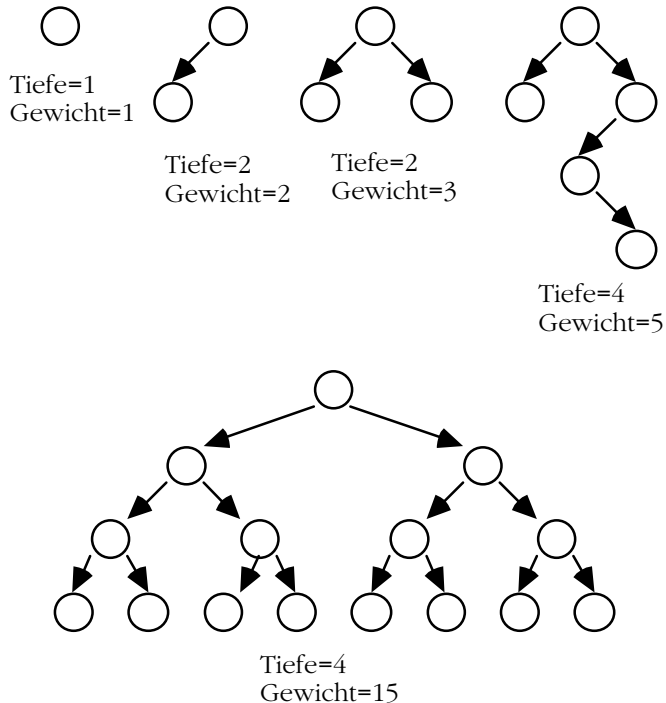 Tiefe=1
Gewicht=1
Tiefe=2
Gewicht=2
Tiefe=2
Gewicht=3
Tiefe=4
Gewicht=5
Tiefe=4
Gewicht=15